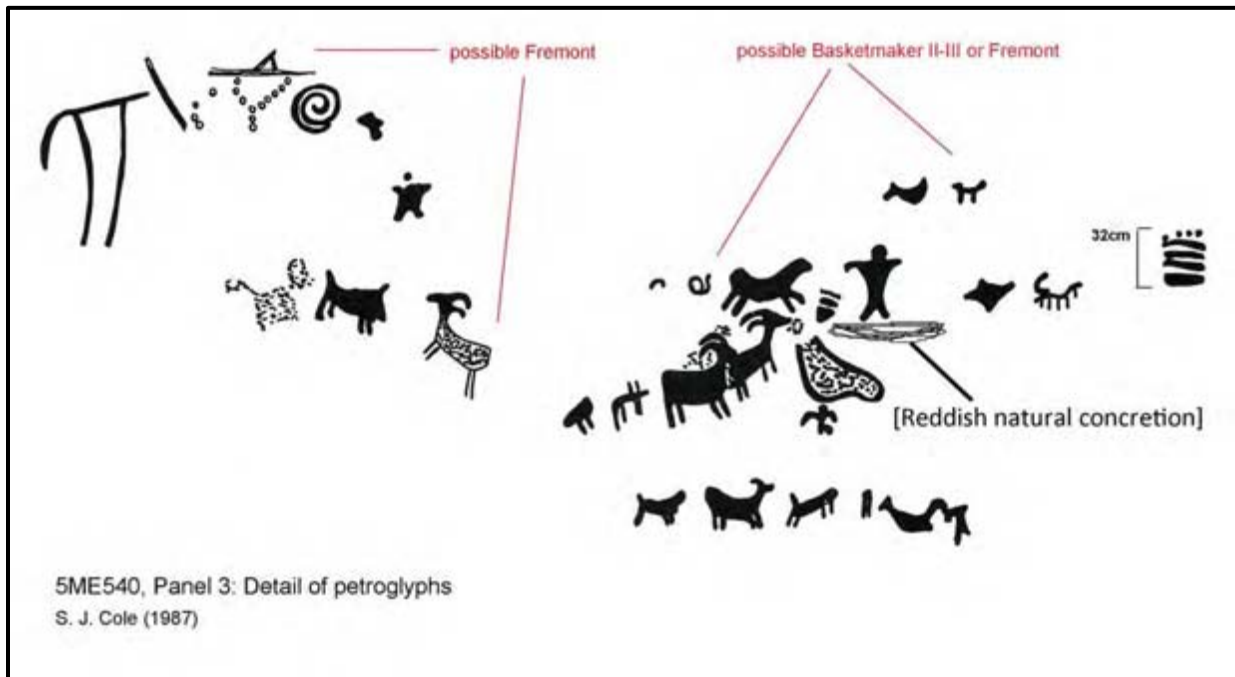 possible Fremont
possible Basketmaker II-III or Fremont
32cm
[Reddish natural concretion]
5ME540, Panel 3: Detail of petroglyphs
S. J. Cole (1987)